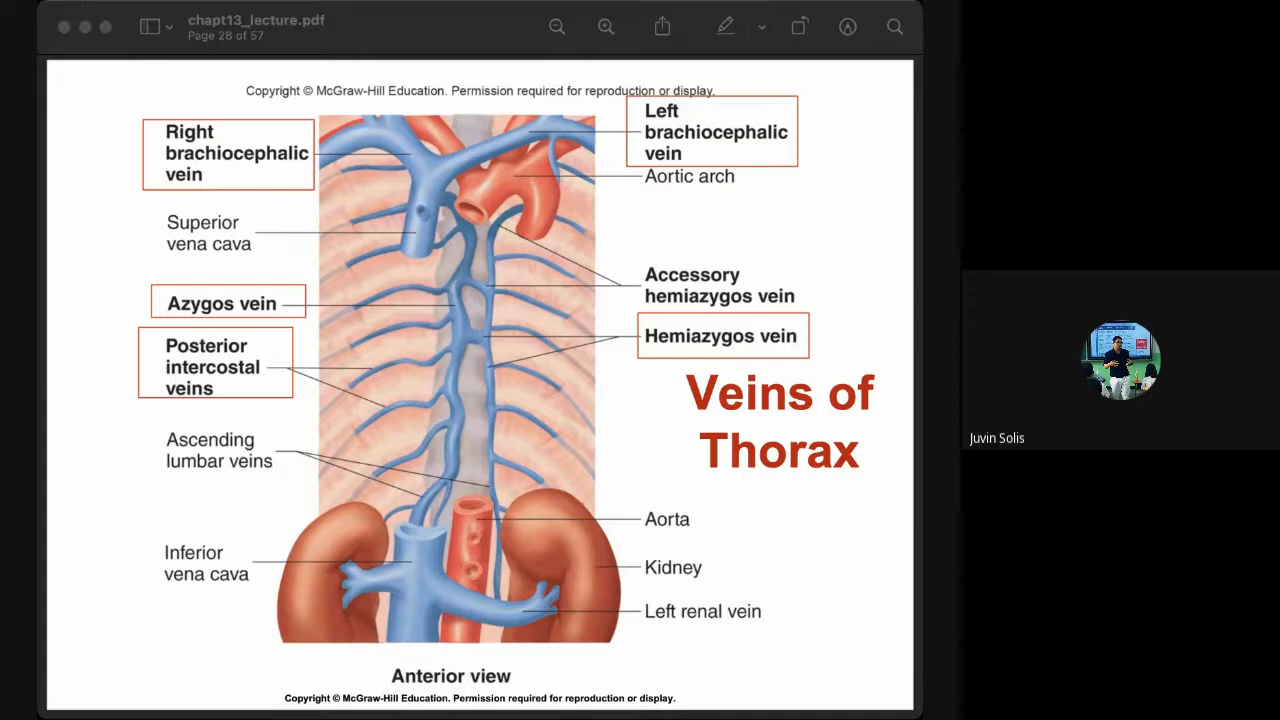 chapt13_lecture.pdf
Page 28 of 57
Copyright © McGraw-Hill Education. Permission required for reproduction or display.
Right
brachiocephalic
vein
Superior
vena cava
Azygos vein
Posterior
intercostal
veins
Ascending
lumbar veins
Inferior
vena cava
Left
brachiocephalic
vein
Aortic arch
Accessory
hemiazygos vein
Hemiazygos vein
Veins of
Thorax
Aorta
Kidney
Left renal vein
Anterior view
Copyright © McGraw-Hill Education. Permission required for reproduction or display.
Juvin Solis